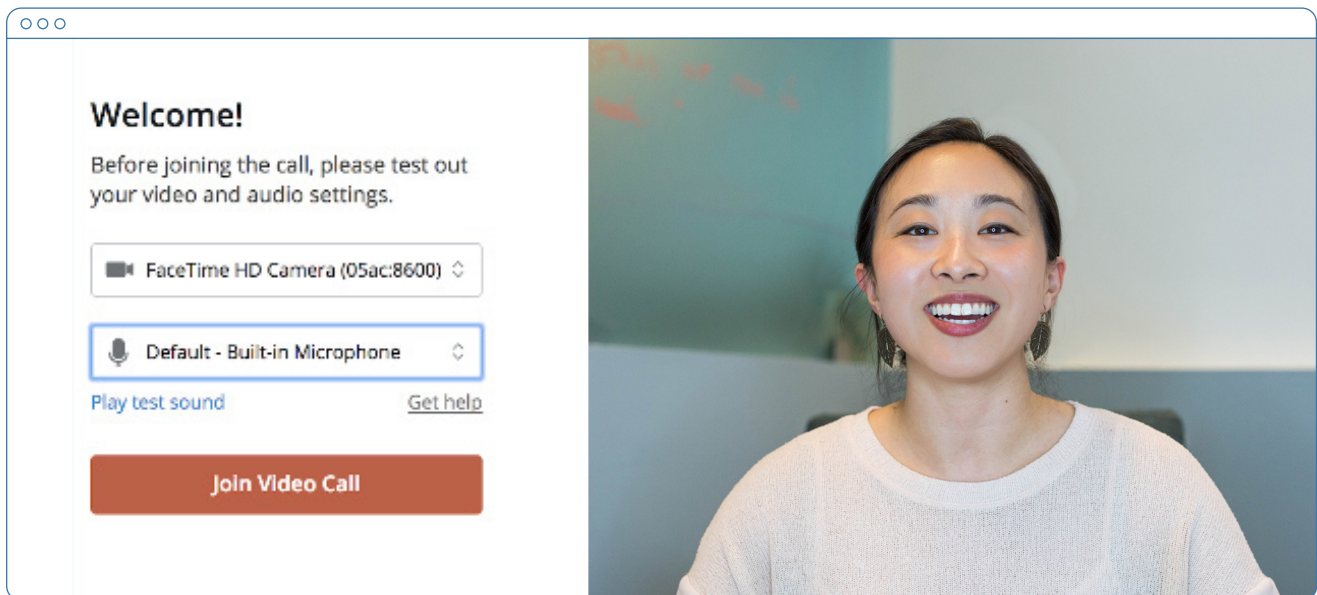 Welcome!
Before joining the call, please test out
your video and audio settings.
FaceTime HD Camera (05ac:8600)
Default - Built-in Microphone
Play test sound
Get help
Join Video Call